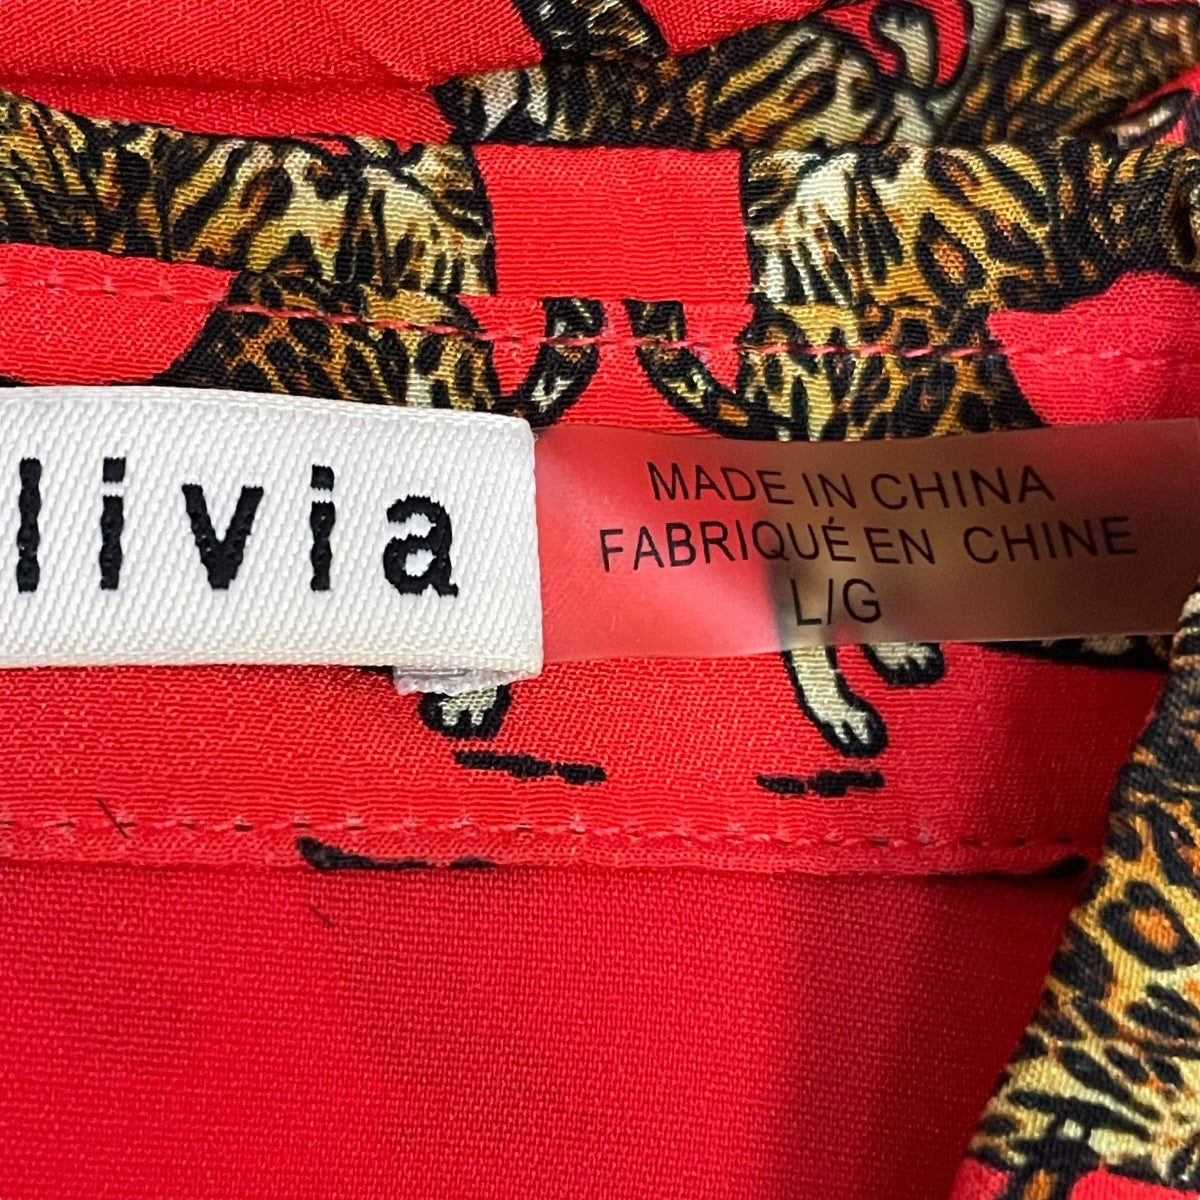 livia
MADE IN CHINA
FABRIQUÉ EN CHINE
L/G